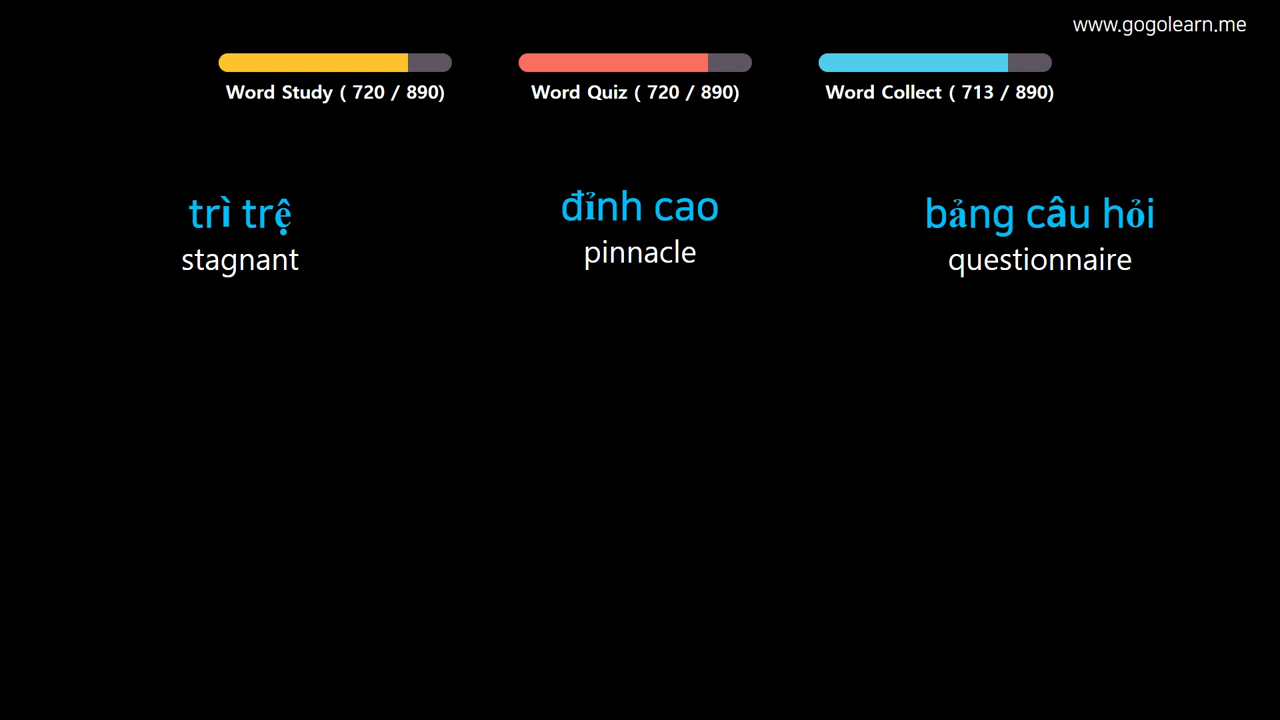 www.gogolearn.me
Word Study ( 720 / 890)
Word Quiz ( 720 / 890)
Word Collect ( 713 / 890)
trì trệ
stagnant
đỉnh cao
pinnacle
bảng câu hỏi
questionnaire